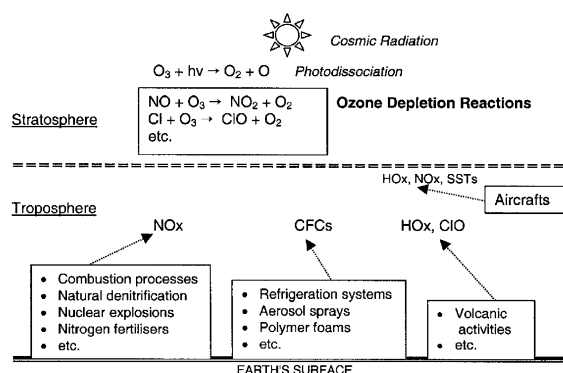 Cosmic Radiation
O3 + hv → O2 + O Photodissociation
NO + O3 → NO2 + O2
Cl + O3 → ClO + O2
etc.
Ozone Depletion Reactions
Stratosphere
HOx, NOx, SSTs
Aircrafts
Troposphere
NOx
CFCs
HOx, ClO
• Combustion processes
• Natural denitrification
• Nuclear explosions
• Nitrogen fertilisers
• etc.
• Refrigeration systems
• Aerosol sprays
• Polymer foams
• etc.
• Volcanic
activities
• etc.
EARTH'S SURFACE